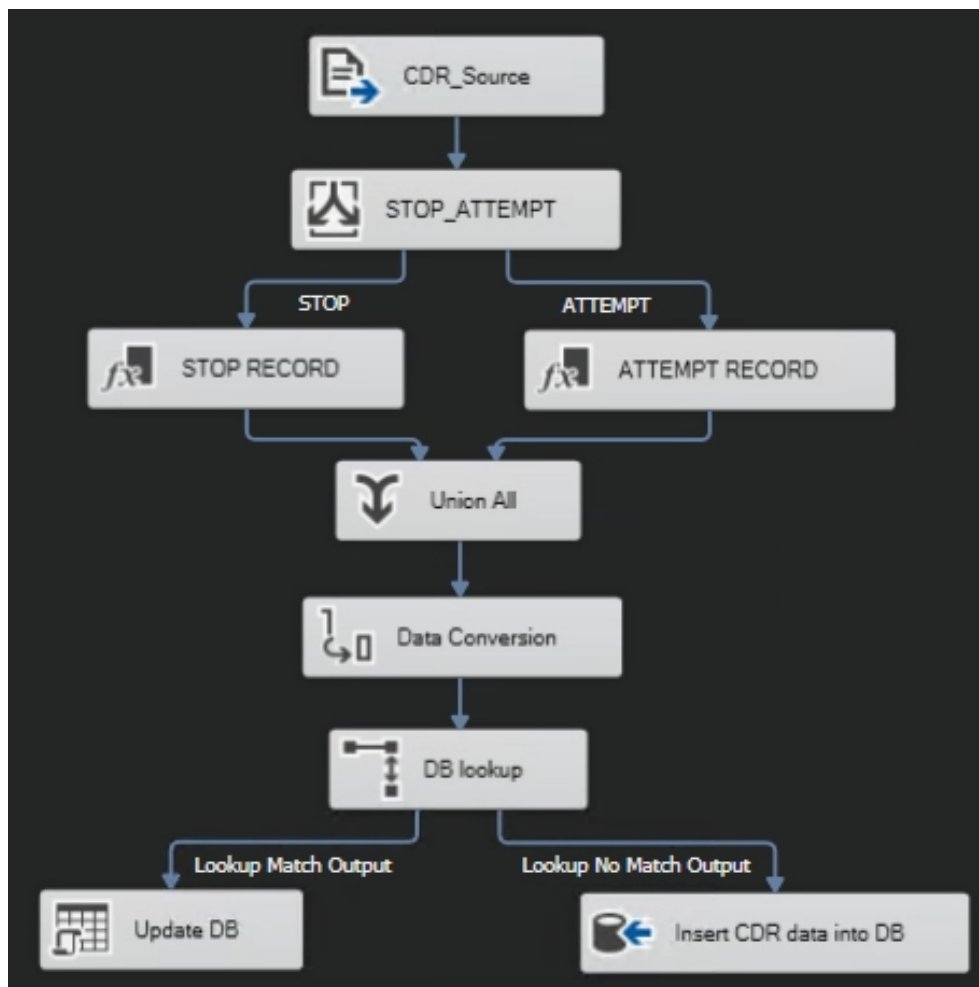 CDR_Source
STOP_ATTEMPT
STOP
ATTEMPT
STOP RECORD
ATTEMPT RECORD
Union All
Data Conversion
DB lookup
Lookup Match Output
Lookup No Match Output
Update DB
Insert CDR data into DB